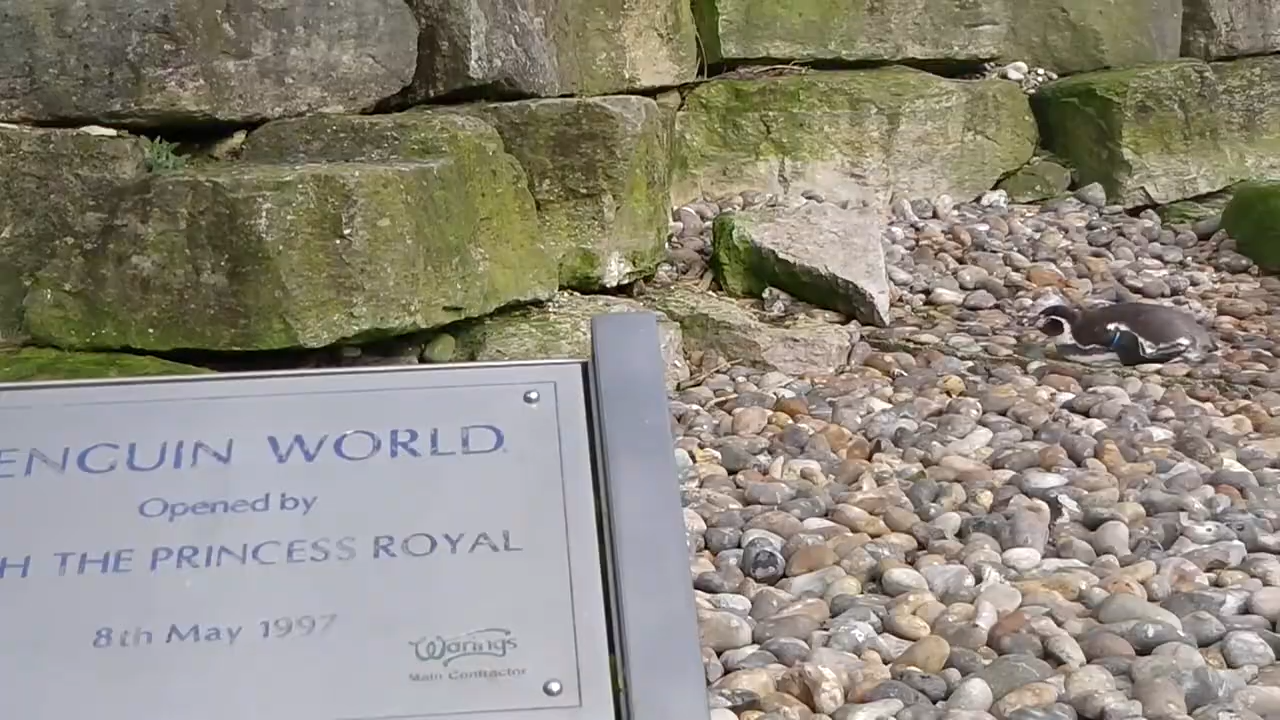 ENGUIN WORLD
Opened by
H THE PRINCESS ROYAL
8th May 1997
Warings
Main Contractor